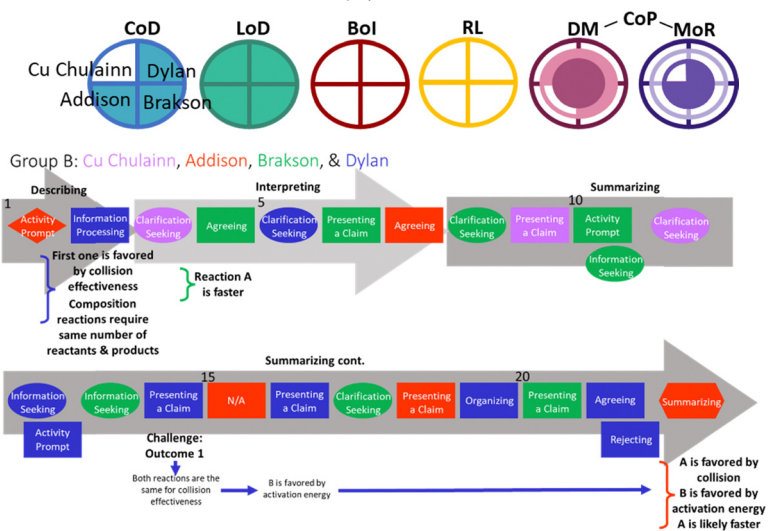 CoD LoD BoI RL DM CoP MoR
Cu Chulainn Dylan
Addison Brakson
Group B: Cu Chulainn, Addison, Brakson, & Dylan
Describing
Interpreting
Summarizing
1
5
10
Activity Prompt
Information Processing
Clarification Seeking
Agreeing
Clarification Seeking
Presenting a Claim
Agreeing
Clarification Seeking
Presenting a Claim
Activity Prompt
Information Seeking
Clarification Seeking
First one is favored
by collision
effectiveness
Composition
reactions require
same number of
reactants & products
Reaction A
is faster
Summarizing cont.
15
20
Information Seeking
Activity Prompt
Information Seeking
Presenting a Claim
N/A
Presenting a Claim
Clarification Seeking
Presenting a Claim
Organizing
Presenting a Claim
Agreeing
Rejecting
Summarizing
Challenge:
Outcome 1
Both reactions are the
same for collision
effectiveness
B is favored by
activation energy
A is favored by
collision
B is favored by
activation energy
A is likely faster